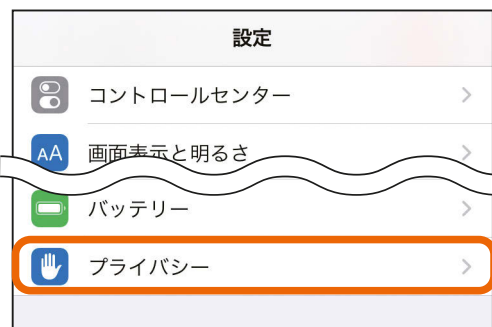 設定
コントロールセンター
AA 画面表示と明るさ
バッテリー
プライバシー